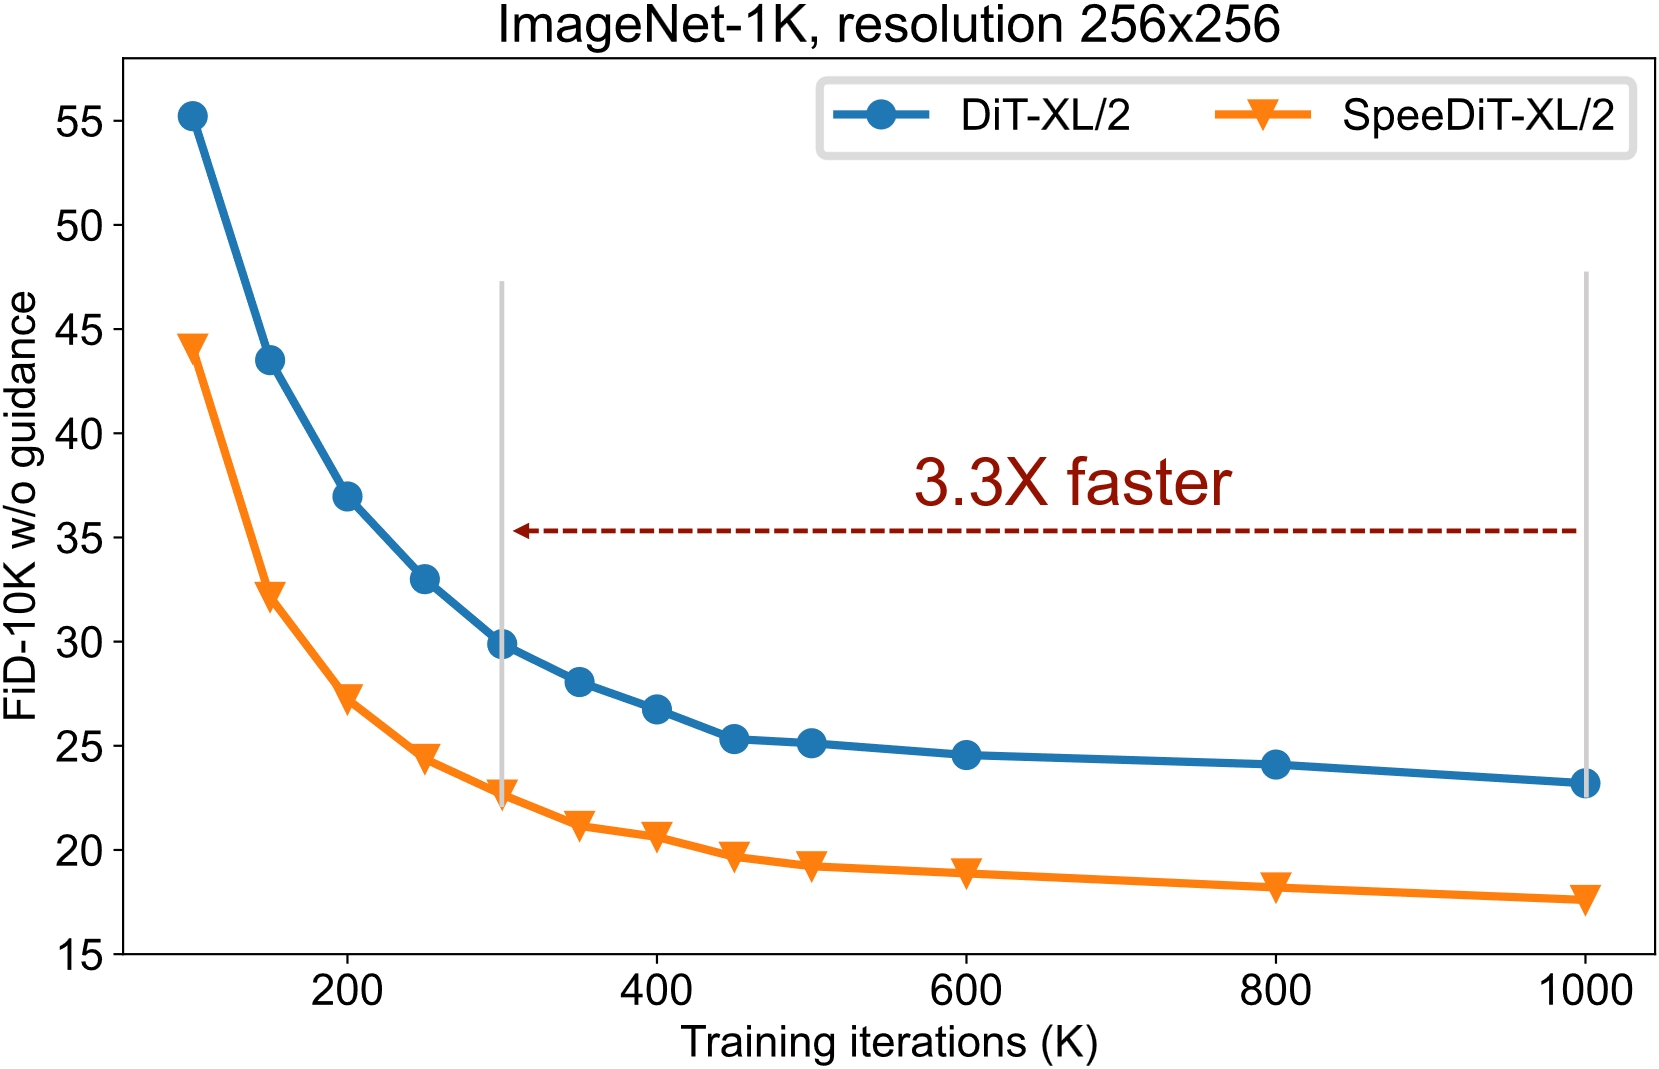 ImageNet-1K, resolution 256x256
DiT-XL/2
SpeeDiT-XL/2
55
50
45
40
35
30
25
20
15
FiD-10K w/o guidance
3.3X faster
200
400
600
800
1000
Training iterations (K)